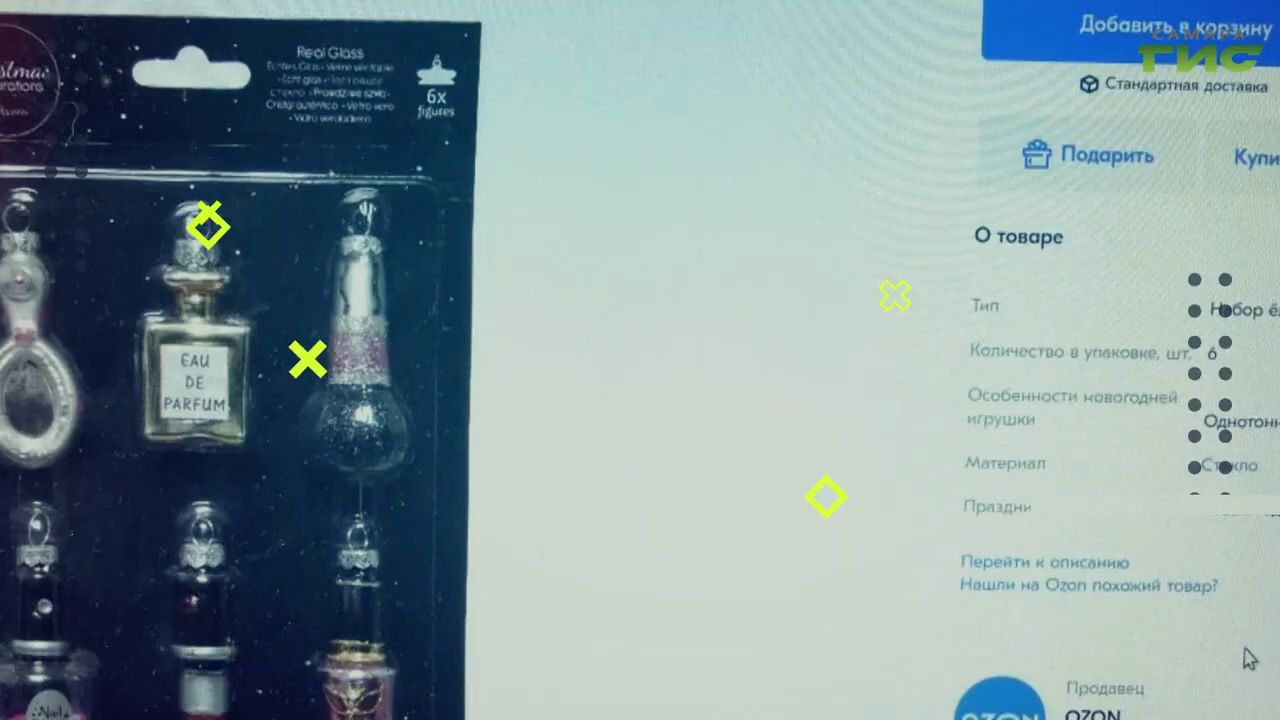 Real Glass
6x
figures
EAU
DE
PARFUM
Nail
Добавить в корзину
САМАРА
ГИС
Стандартная доставка
Подарить
Купи
О товаре
Тип
Набор ё
Количество в упаковке, шт.
6
Особенности новогодней
игрушки
Однотон
Материал
Стекло
Праздни
Перейти к описанию
Нашли на Ozon похожий товар?
Продавец
OZON
OZON